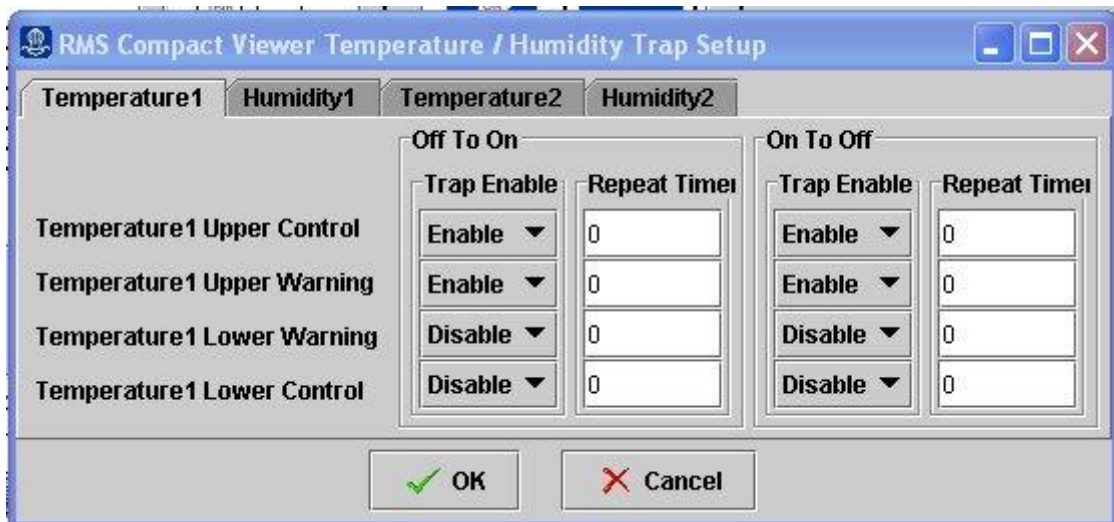 RMS Compact Viewer Temperature / Humidity Trap Setup
Temperature1 Humidity1 Temperature2 Humidity2
Off To On On To Off
Trap Enable Repeat Timer Trap Enable Repeat Timer
Temperature1 Upper Control Enable 0 Enable 0
Temperature1 Upper Warning Enable 0 Enable 0
Temperature1 Lower Warning Disable 0 Disable 0
Temperature1 Lower Control Disable 0 Disable 0
OK Cancel